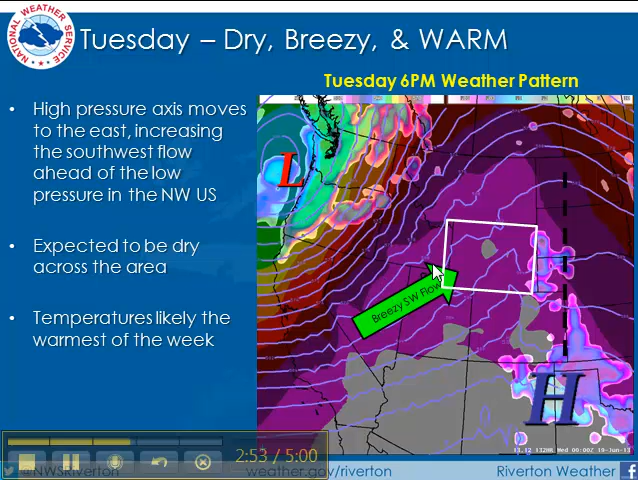 NATIONAL WEATHER SERVICE
Tuesday – Dry, Breezy, & WARM
Tuesday 6PM Weather Pattern
• High pressure axis moves
to the east, increasing
the southwest flow
ahead of the low
pressure in the NW US
• Expected to be dry
across the area
• Temperatures likely the
warmest of the week
L
Breezy SW Flow
H
2:53 / 5:00
@NWSRiverton
weather.gov/riverton
Riverton Weather